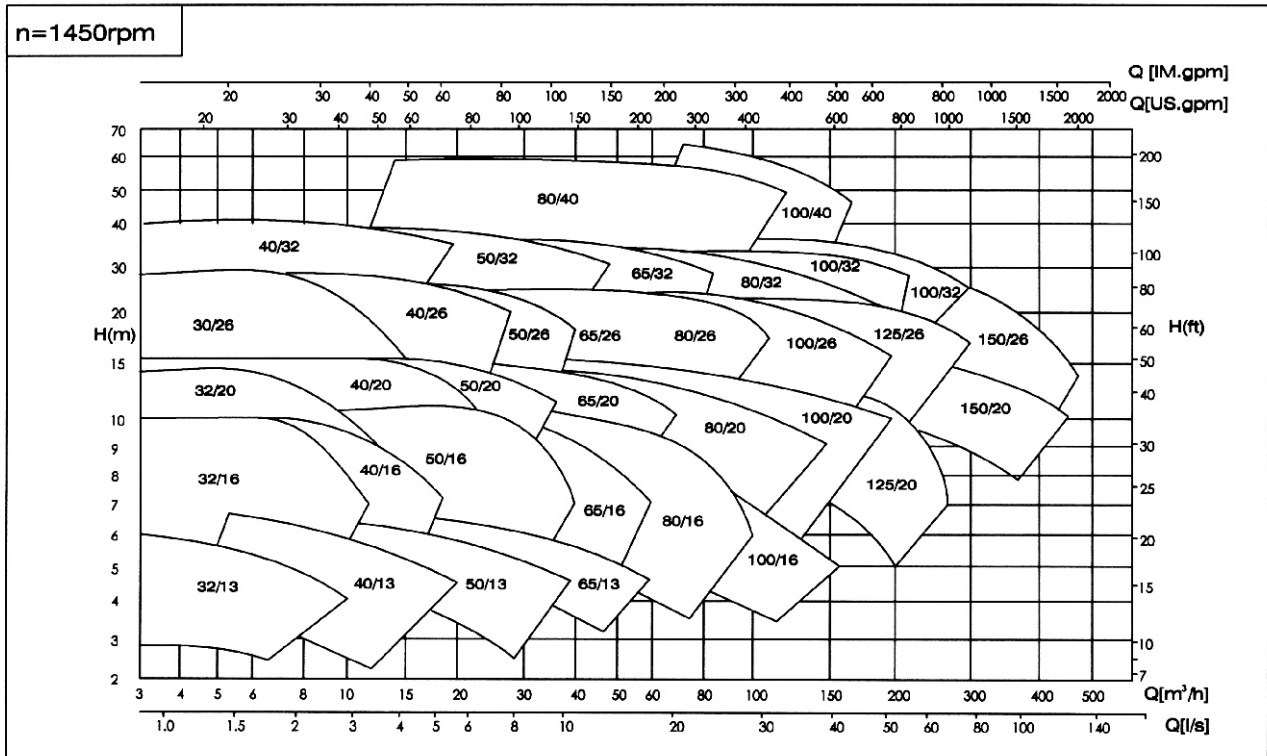 n=1450rpm
Q [IM.gpm]
20 30 40 50 60 80 100 150 200 300 400 500 600 800 1000 1500 2000
Q[US.gpm]
20 30 40 50 60 80 100 150 200 300 400 600 800 1000 1500 2000
70
60 200
50 150
80/40
100/40
40
40/32 50/32 65/32 80/32 100/32 100/32 100
30 80
20 60
H(m) H(ft)
30/26 40/26 50/26 65/26 80/26 100/26 125/26 150/26
15 50
32/20 40/20 50/20 65/20 80/20 100/20 150/20 40
10
9 30
8
32/16 40/16 50/16 65/16 80/16 100/16 125/20 25
7
6 20
5
32/13 40/13 50/13 65/13 15
4
3 10
2 7
3 4 5 6 8 10 15 20 30 40 50 60 80 100 150 200 300 400 500 Q[m³/h]
1.0 1.5 2 3 4 5 6 8 10 20 30 40 50 60 80 100 140 Q[l/s]